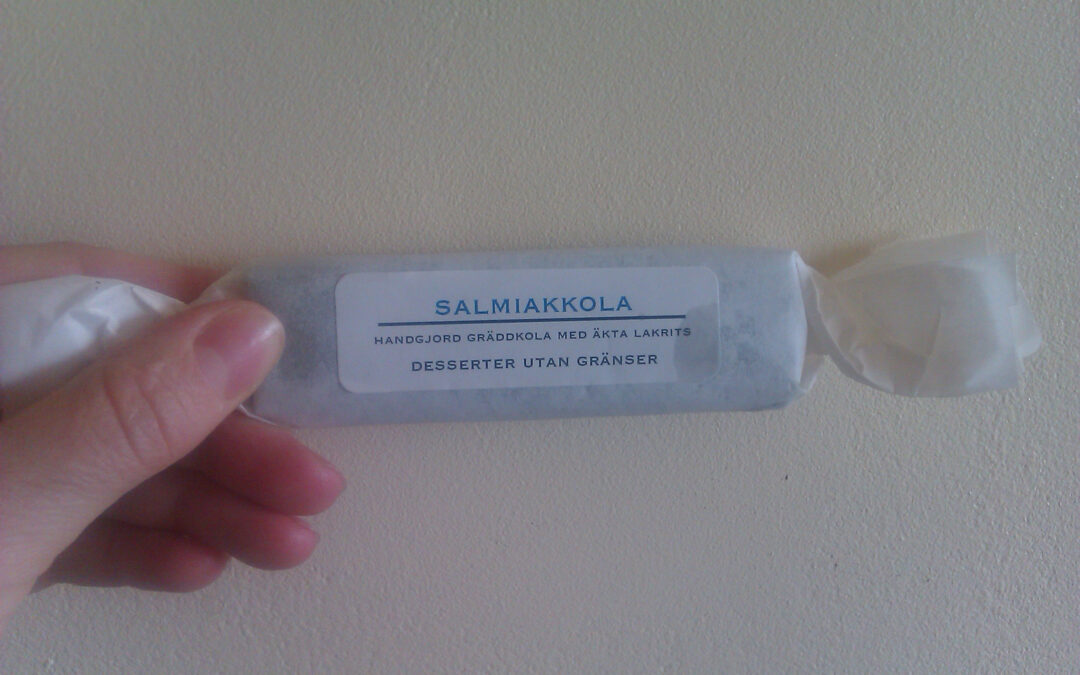 SALMIAKKOLA
HANDGJORD GRÄDDKOLA MED ÄKTA LAKRITS
DESSERTER UTAN GRÄNSER